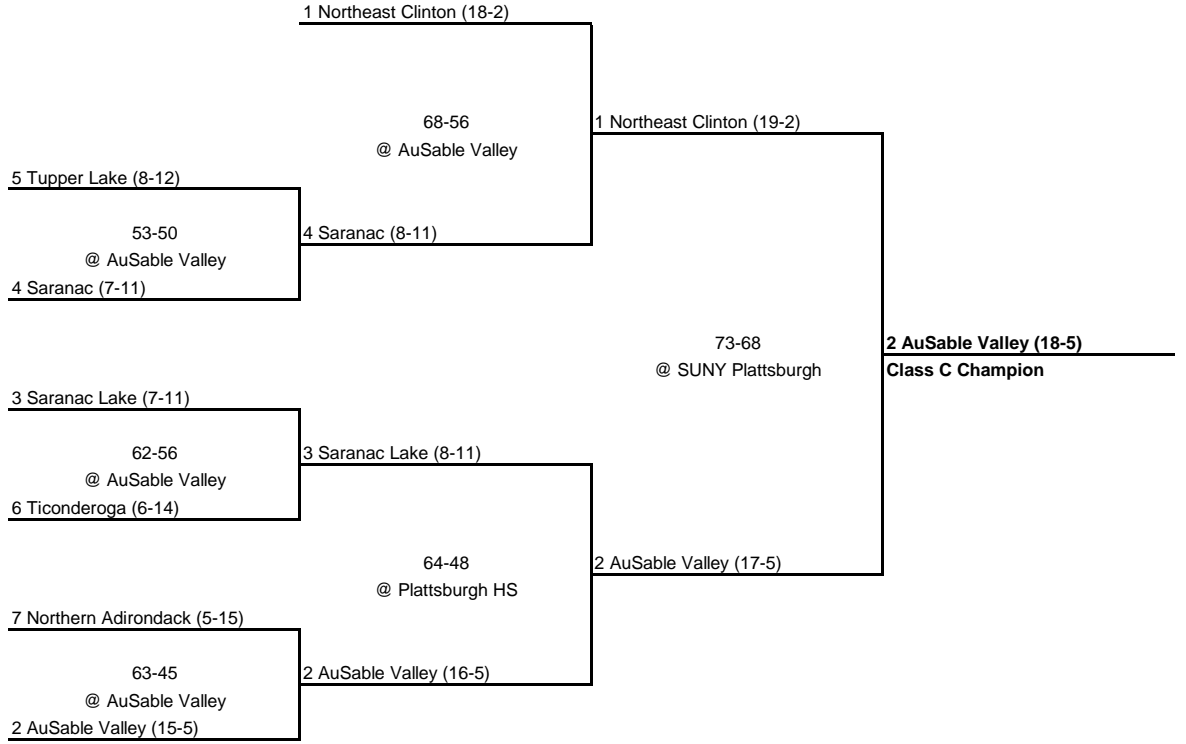 1 Northeast Clinton (18-2)
68-56
@ AuSable Valley
1 Northeast Clinton (19-2)
5 Tupper Lake (8-12)
53-50
@ AuSable Valley
4 Saranac (8-11)
4 Saranac (7-11)
73-68
@ SUNY Plattsburgh
2 AuSable Valley (18-5)
Class C Champion
3 Saranac Lake (7-11)
62-56
@ AuSable Valley
3 Saranac Lake (8-11)
6 Ticonderoga (6-14)
64-48
@ Plattsburgh HS
2 AuSable Valley (17-5)
7 Northern Adirondack (5-15)
63-45
@ AuSable Valley
2 AuSable Valley (16-5)
2 AuSable Valley (15-5)